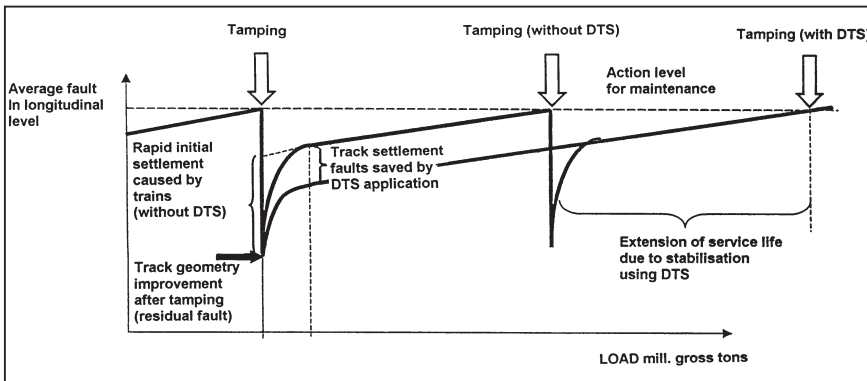 Tamping
Tamping (without DTS)
Tamping (with DTS)
Average fault
In longitudinal
level
Action level
for maintenance
Rapid initial
settlement
caused by
trains
(without DTS)
Track settlement
faults saved by
DTS application
Track geometry
improvement
after tamping
(residual fault)
Extension of service life
due to stabilisation
using DTS
LOAD mill. gross tons